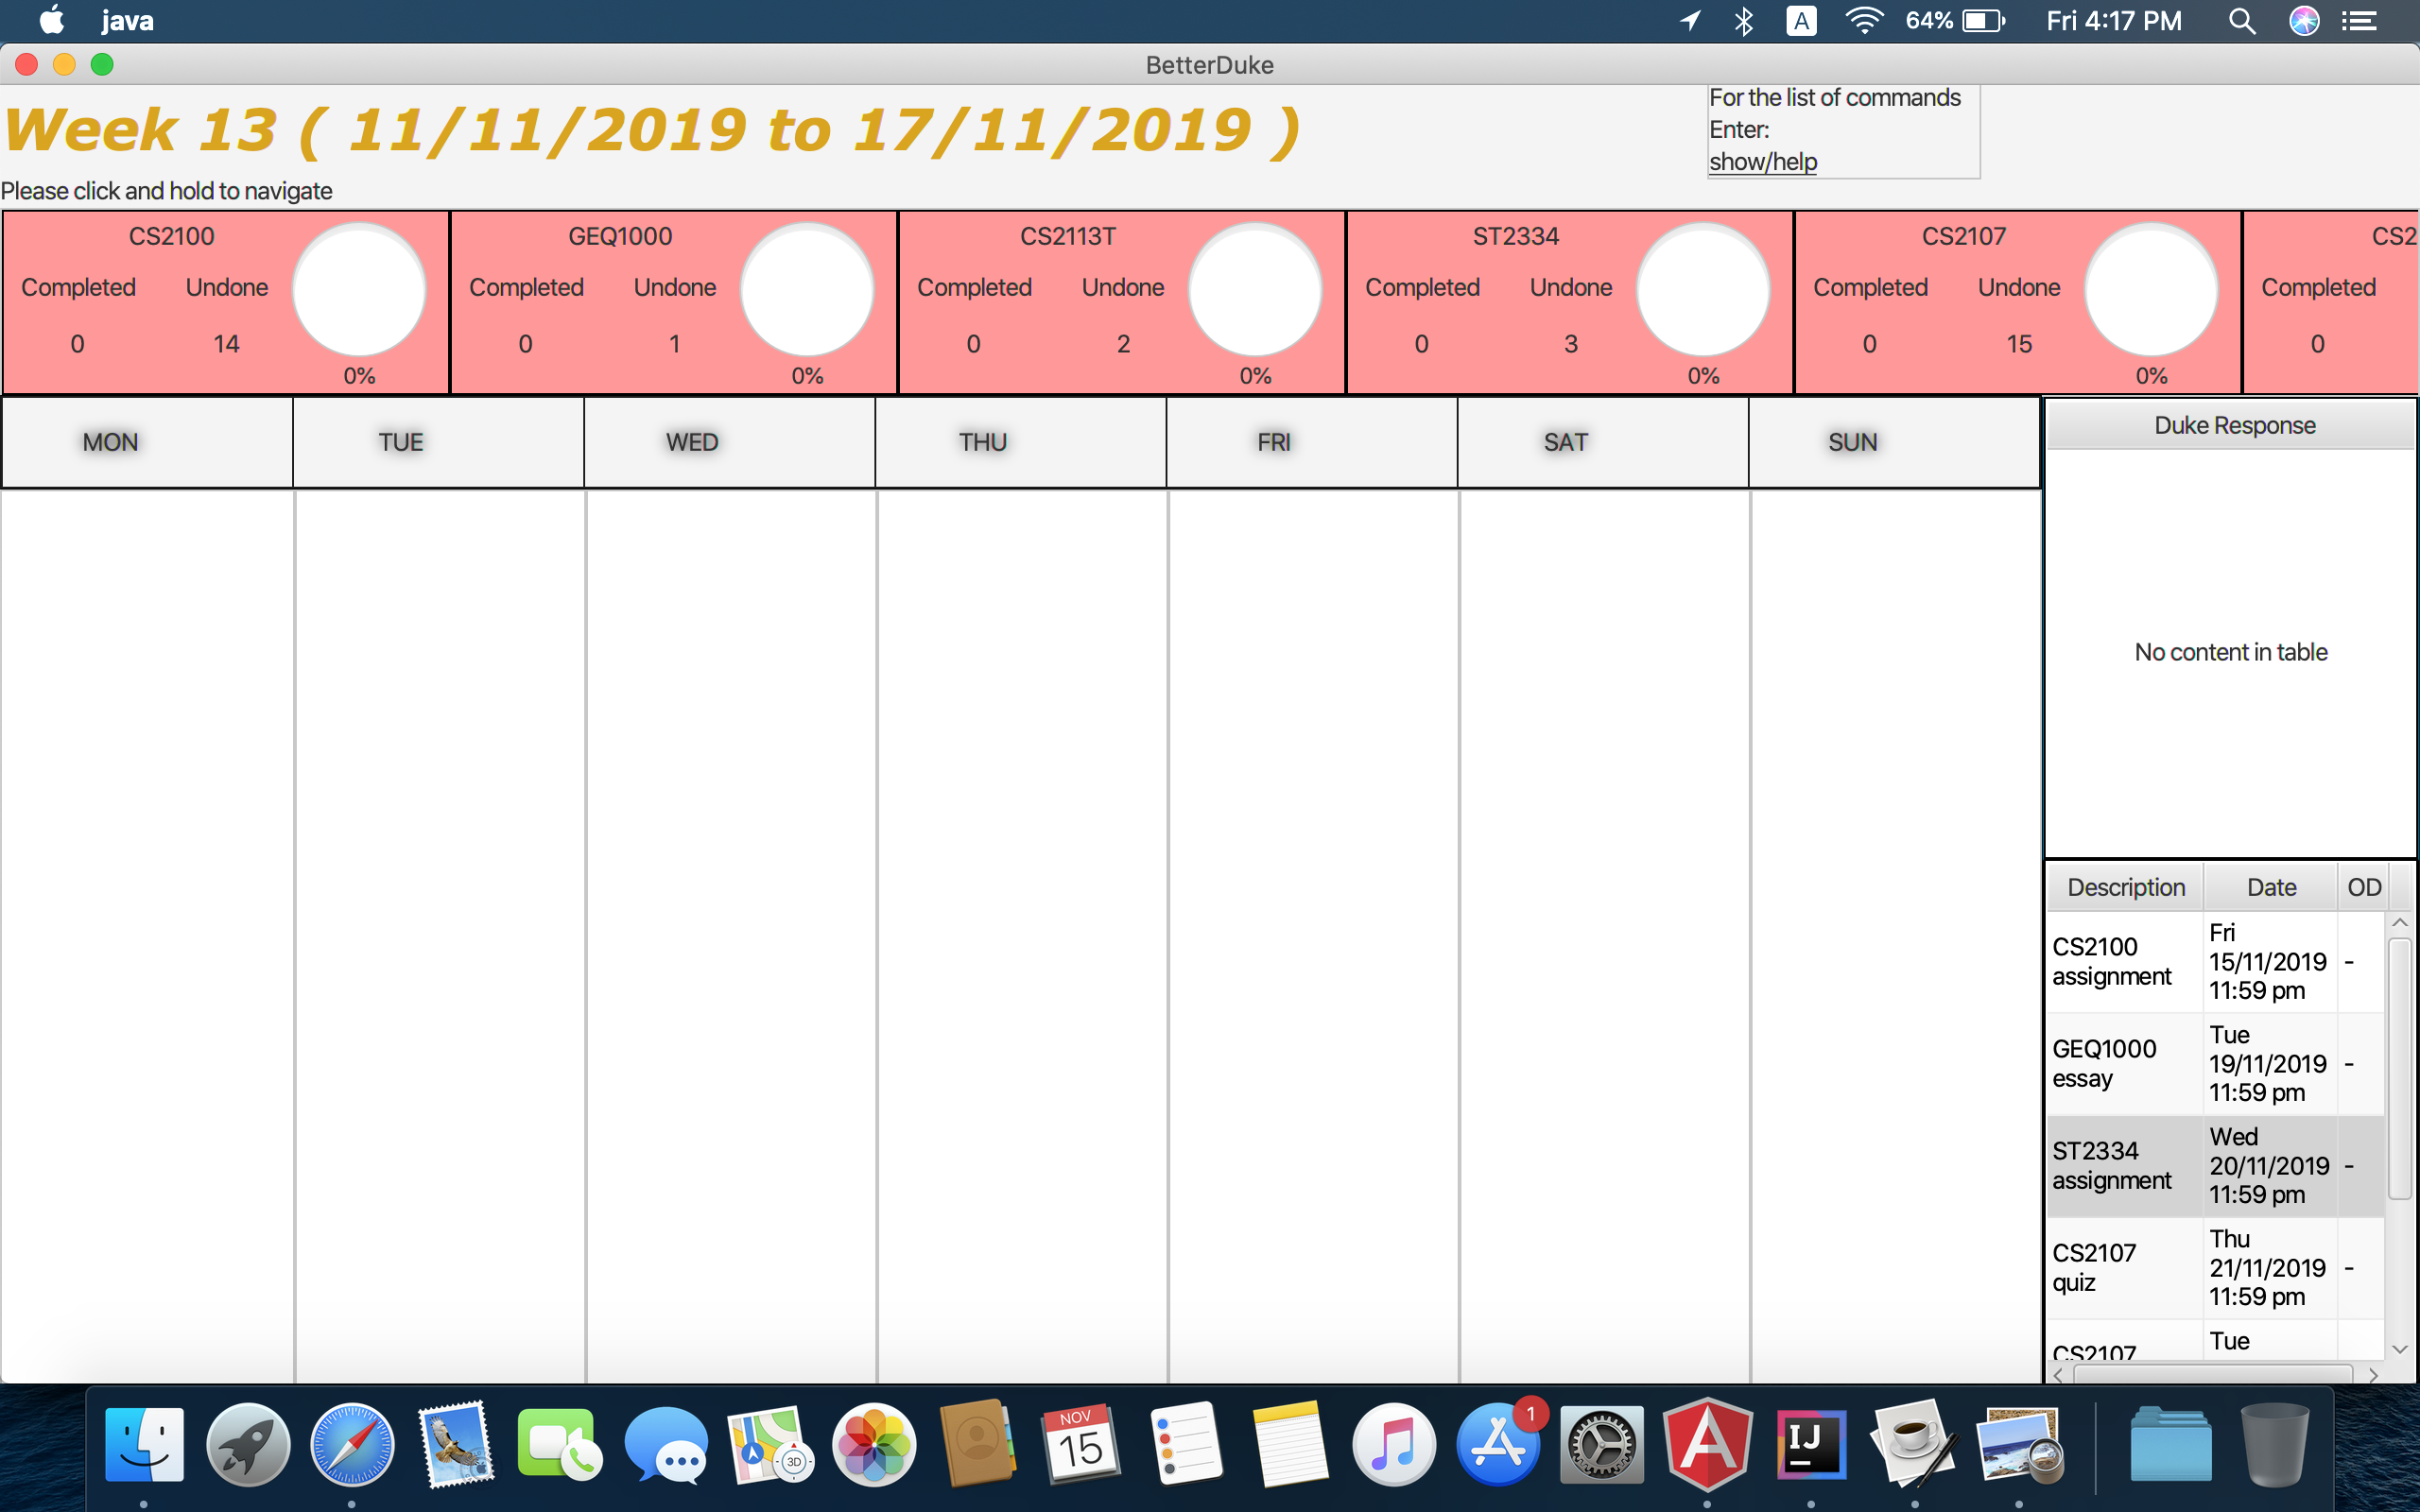 java
A
64%
Fri 4:17 PM
BetterDuke
Week 13 ( 11/11/2019 to 17/11/2019 )
For the list of commands
Enter:
show/help
Please click and hold to navigate
CS2100
Completed Undone
0 14
0%
GEQ1000
Completed Undone
0 1
0%
CS2113T
Completed Undone
0 2
0%
ST2334
Completed Undone
0 3
0%
CS2107
Completed Undone
0 15
0%
CS2
Completed
0
MON TUE WED THU FRI SAT SUN
Duke Response
No content in table
Description Date OD
CS2100
assignment
Fri
15/11/2019
11:59 pm
-
GEQ1000
essay
Tue
19/11/2019
11:59 pm
-
ST2334
assignment
Wed
20/11/2019
11:59 pm
-
CS2107
quiz
Thu
21/11/2019
11:59 pm
-
CS2107
Tue
3D
NOV
15
1
IJ